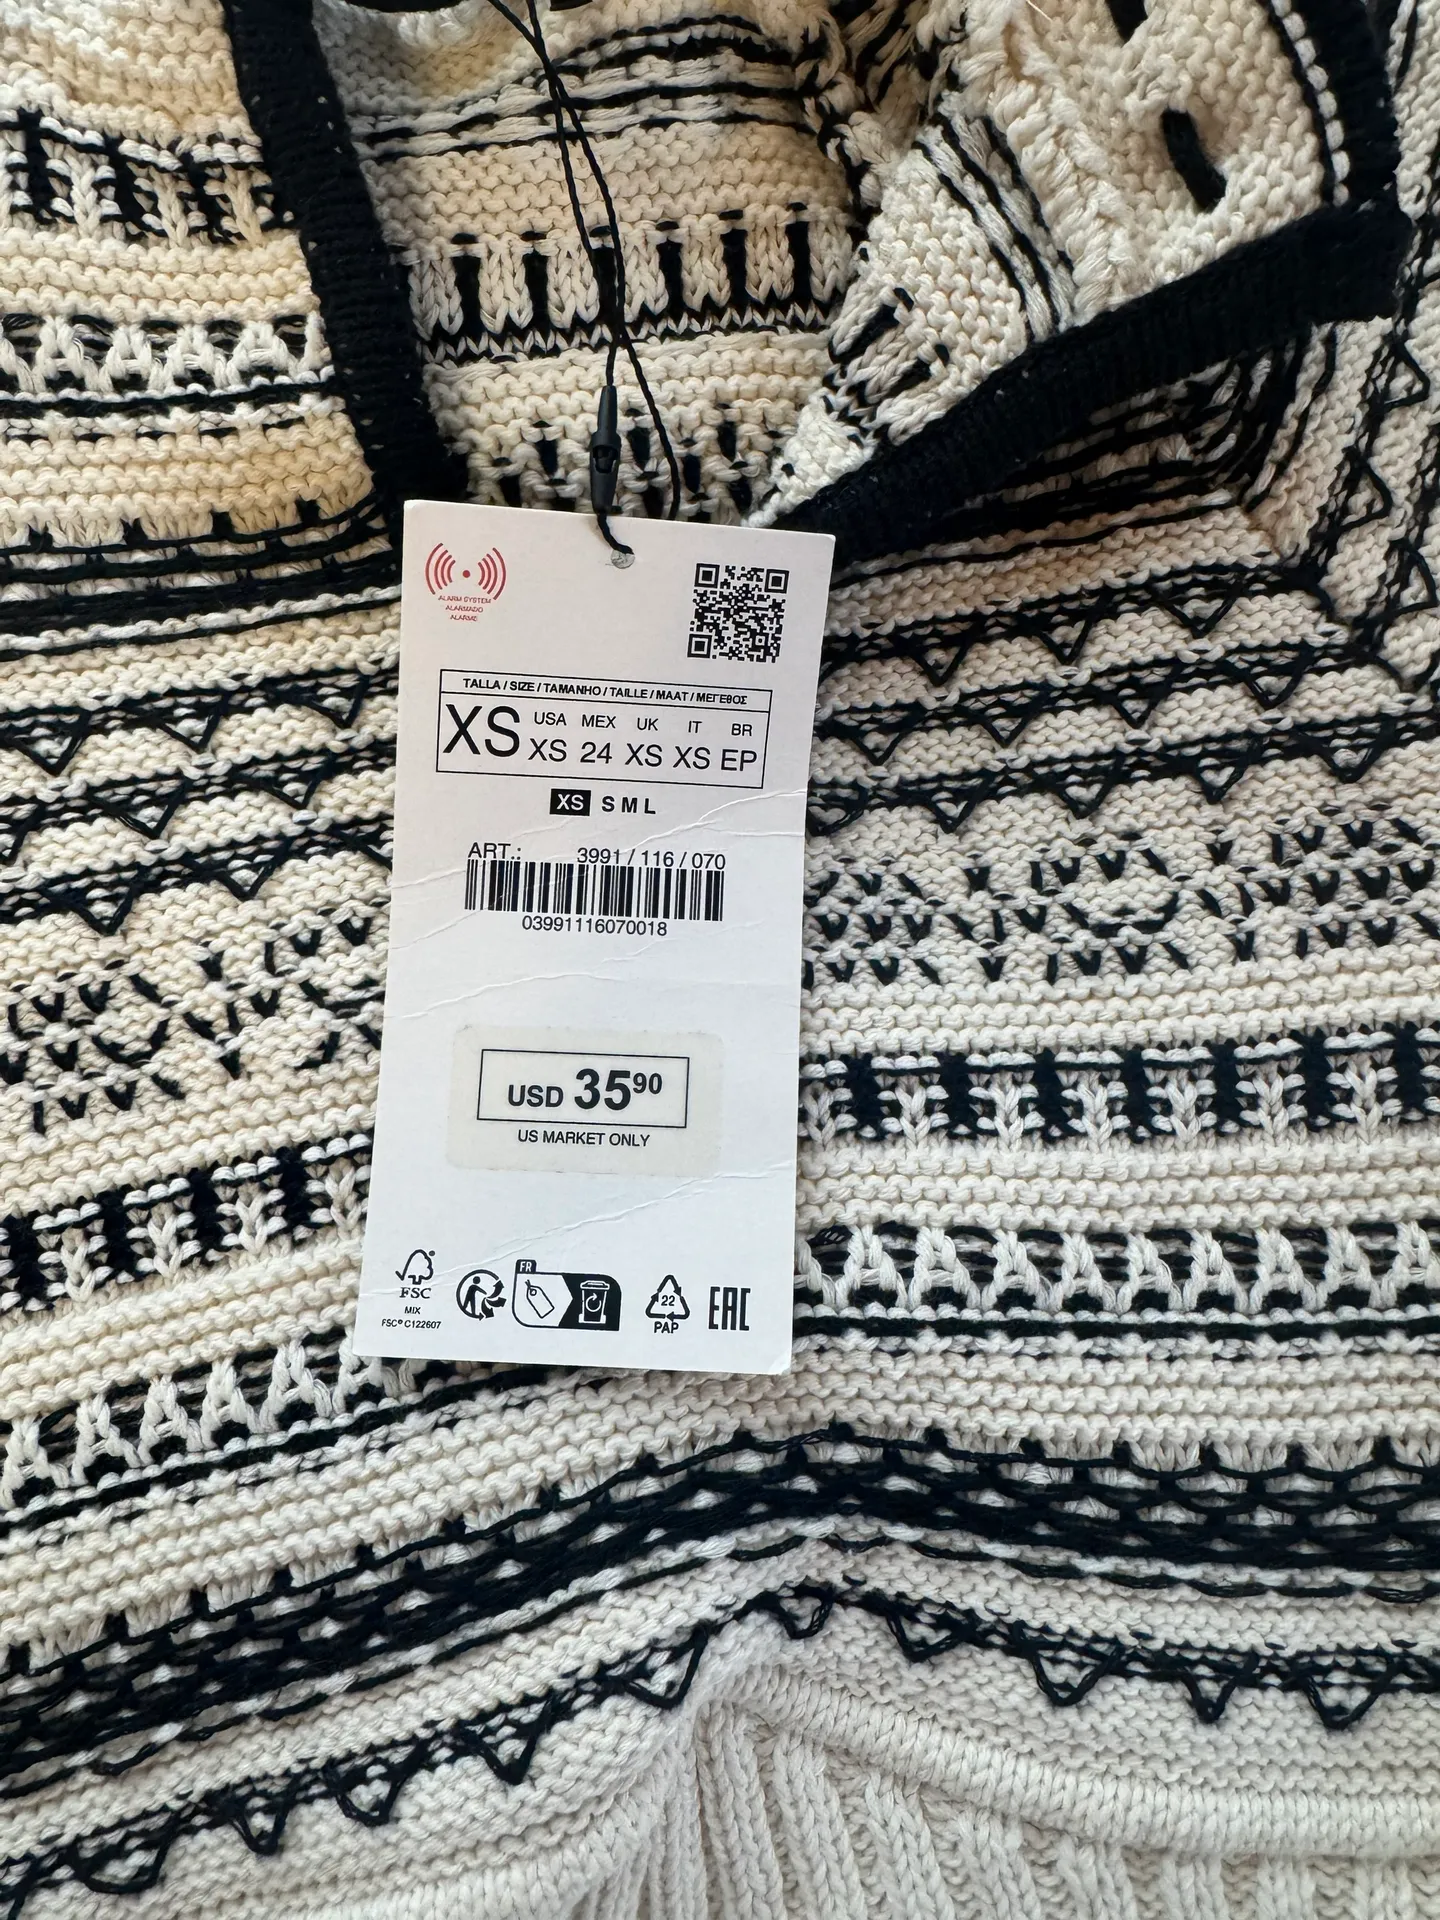 ALARM SYSTEM
ALARMADO
ALARME
TALLA / SIZE / TAMANHO / TAILLE / MAAT / ΜΕΓΕΘΟΣ
XS
USA MEX UK IT BR
XS 24 XS XS EP
XS S M L
ART.: 3991 / 116 / 070
03991116070018
USD 35 90
US MARKET ONLY
FR
FSC
MIX
FSC® C122607
22
PAP
EAC